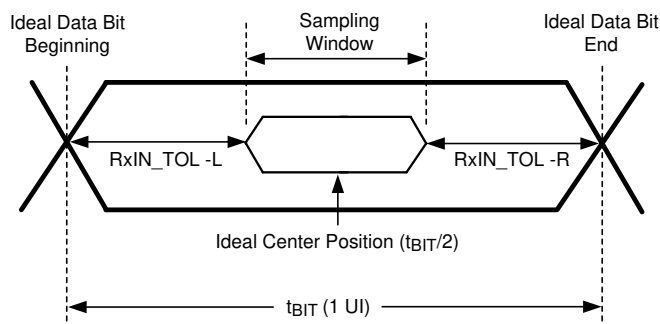 Ideal Data Bit
Beginning
Sampling
Window
Ideal Data Bit
End
RxIN_TOL -L
RxIN_TOL -R
Ideal Center Position (tBIT/2)
tBIT (1 UI)